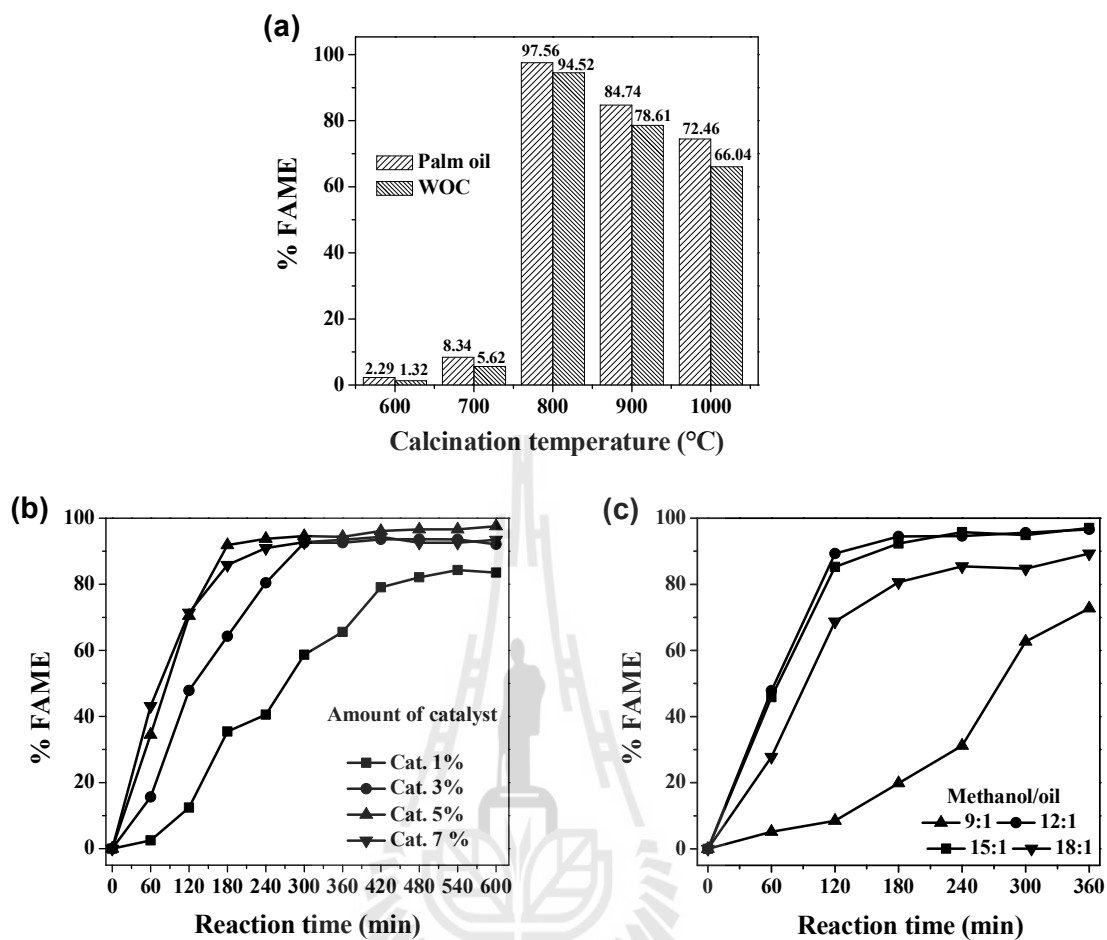 (a)
100
80
60
40
20
0
% FAME
97.56
94.52
84.74
78.61
72.46
66.04
8.34
5.62
2.29
1.32
Palm oil
WOC
600 700 800 900 1000
Calcination temperature (°C)
(b)
100
80
60
40
20
0
% FAME
Amount of catalyst
Cat. 1%
Cat. 3%
Cat. 5%
Cat. 7 %
0 60 120 180 240 300 360 420 480 540 600
Reaction time (min)
(c)
100
80
60
40
20
0
% FAME
Methanol/oil
9:1 12:1
15:1 18:1
0 60 120 180 240 300 360
Reaction time (min)